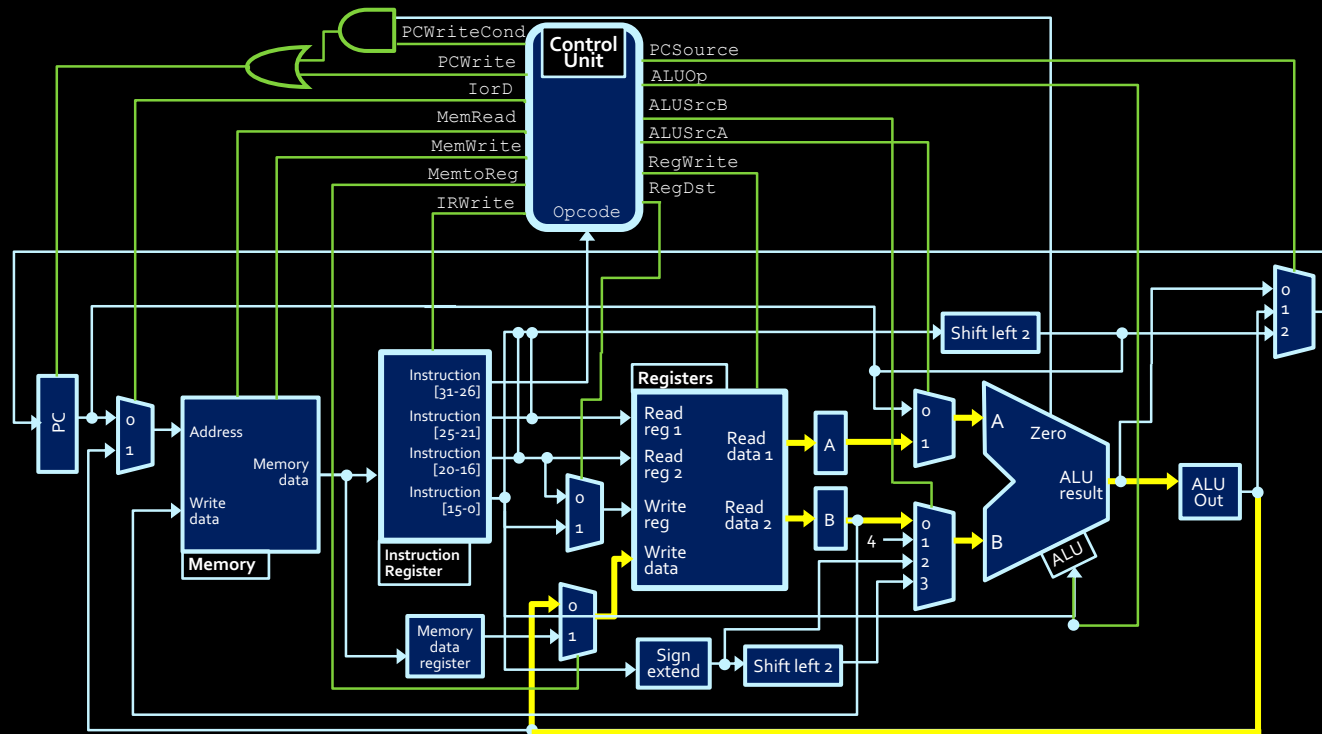 PCWriteCond
PCWrite
IorD
MemRead
MemWrite
MemtoReg
IRWrite
Control
Unit
Opcode
PCSource
ALUOp
ALUSrcB
ALUSrcA
RegWrite
RegDst
PC
0
1
Address
Memory
data
Write
data
Memory
Instruction
[31-26]
Instruction
[25-21]
Instruction
[20-16]
Instruction
[15-0]
Instruction
Register
Memory
data
register
0
1
0
1
Registers
Read
reg 1
Read
reg 2
Write
reg
Write
data
Read
data 1
Read
data 2
Sign
extend
Shift left 2
A
B
0
1
4
0
1
2
3
A
B
Zero
ALU
result
ALU
Shift left 2
ALU
Out
0
1
2